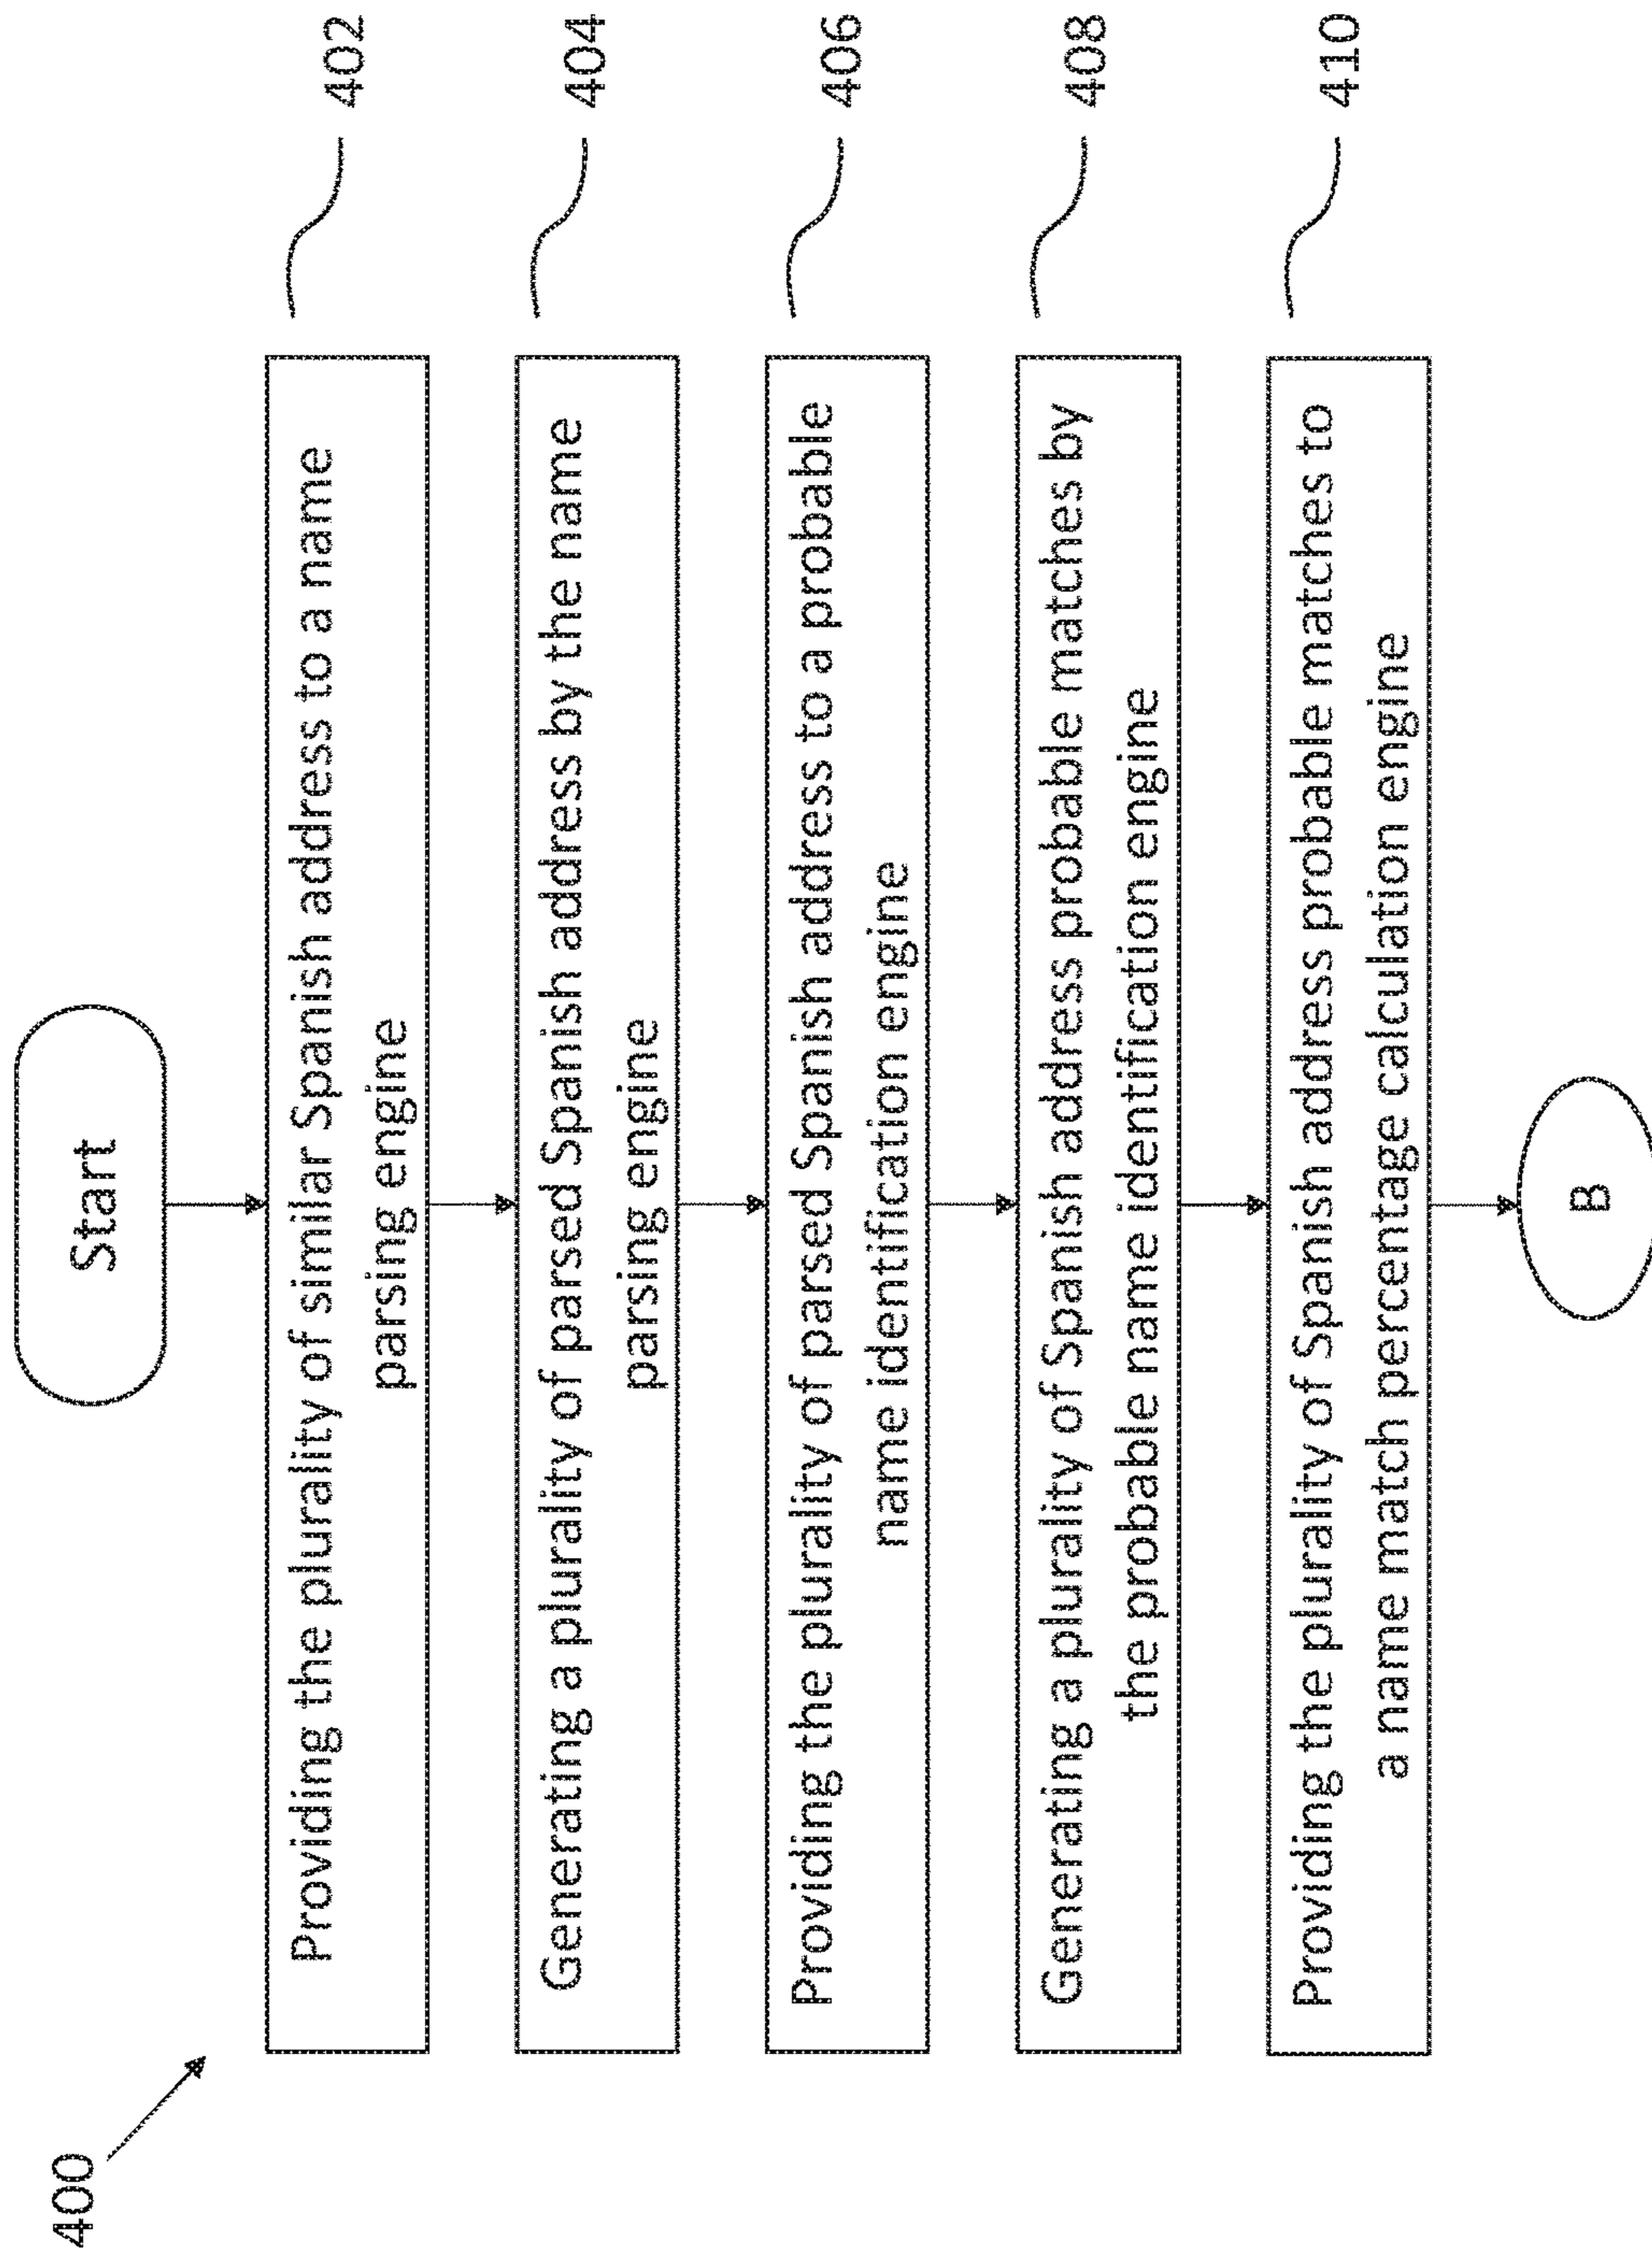 400
Start
Providing the plurality of similar Spanish address to a name
parsing engine
402
Generating a plurality of parsed Spanish address by the name
parsing engine
404
Providing the plurality of parsed Spanish address to a probable
name identification engine
406
Generating a plurality of Spanish address probable matches by
the probable name identification engine
408
Providing the plurality of Spanish address probable matches to
a name match percentage calculation engine
410
B